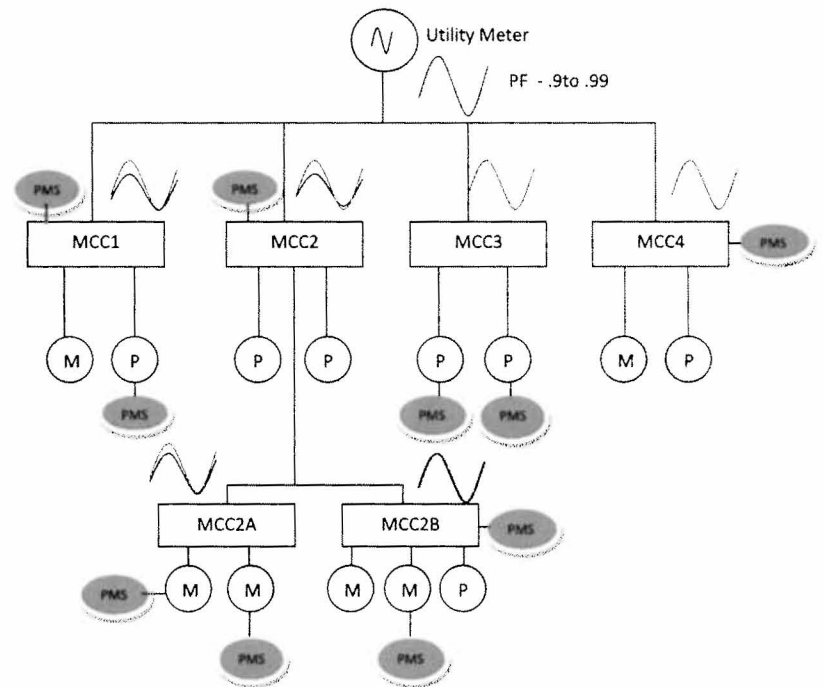 Utility Meter
PF - .9to .99
PMS
PMS
MCC1
MCC2
MCC3
MCC4
PMS
M
P
P
P
P
P
M
P
PMS
PMS
PMS
MCC2A
MCC2B
PMS
PMS
M
M
M
M
P
PMS
PMS